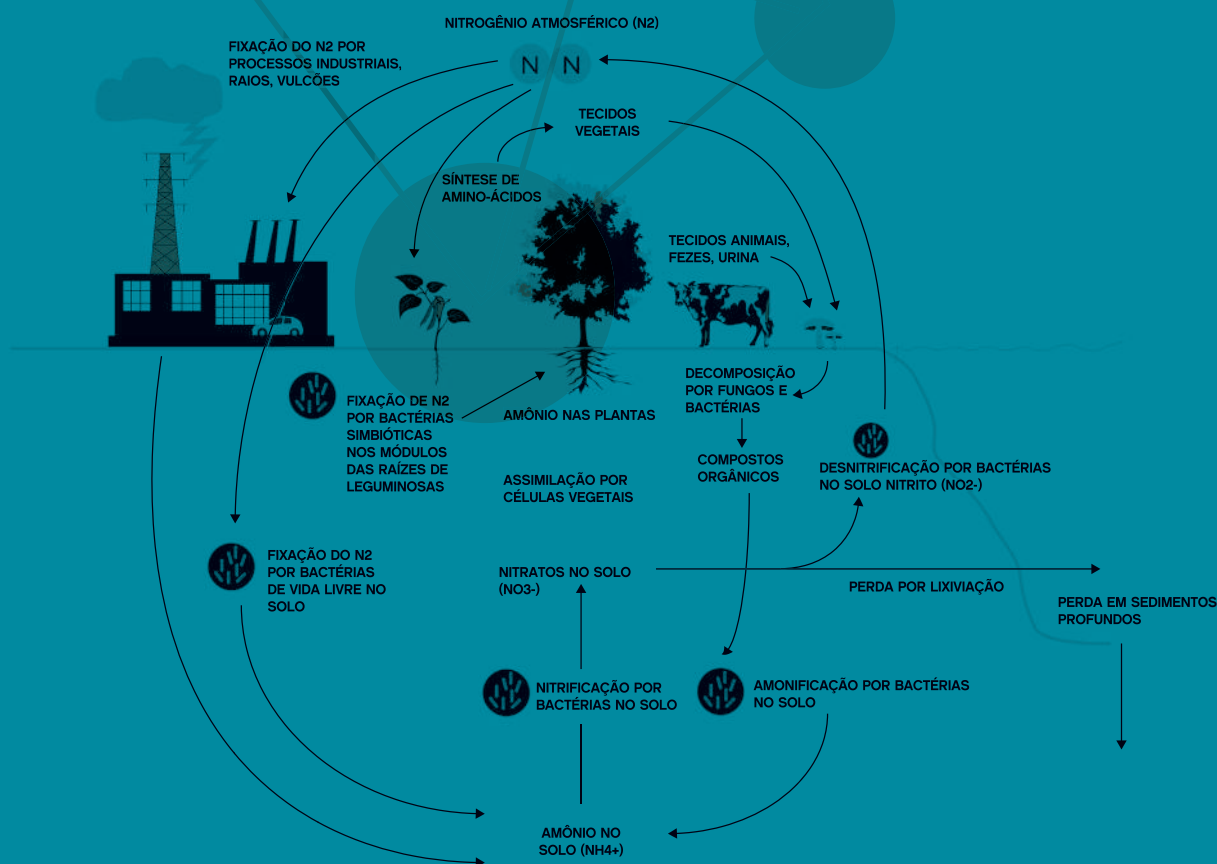 NITROGÊNIO ATMOSFÉRICO (N2)
FIXAÇÃO DO N2 POR
PROCESSOS INDUSTRIAIS,
RAIOS, VULCÕES
N N
TECIDOS
VEGETAIS
SÍNTESE DE
AMINO-ÁCIDOS
TECIDOS ANIMAIS,
FEZES, URINA
FIXAÇÃO DE N2
POR BACTÉRIAS
SIMBIÓTICAS
NOS MÓDULOS
DAS RAÍZES DE
LEGUMINOSAS
AMÔNIO NAS PLANTAS
DECOMPOSIÇÃO
POR FUNGOS E
BACTÉRIAS
COMPOSTOS
ORGÂNICOS
DESNITRIFICAÇÃO POR BACTÉRIAS
NO SOLO NITRITO (NO2-)
ASSIMILAÇÃO POR
CÉLULAS VEGETAIS
FIXAÇÃO DO N2
POR BACTÉRIAS
DE VIDA LIVRE NO
SOLO
NITRATOS NO SOLO
(NO3-)
PERDA POR LIXIVIAÇÃO
PERDA EM SEDIMENTOS
PROFUNDOS
NITRIFICAÇÃO POR
BACTÉRIAS NO SOLO
AMONIFICAÇÃO POR BACTÉRIAS
NO SOLO
AMÔNIO NO
SOLO (NH4+)